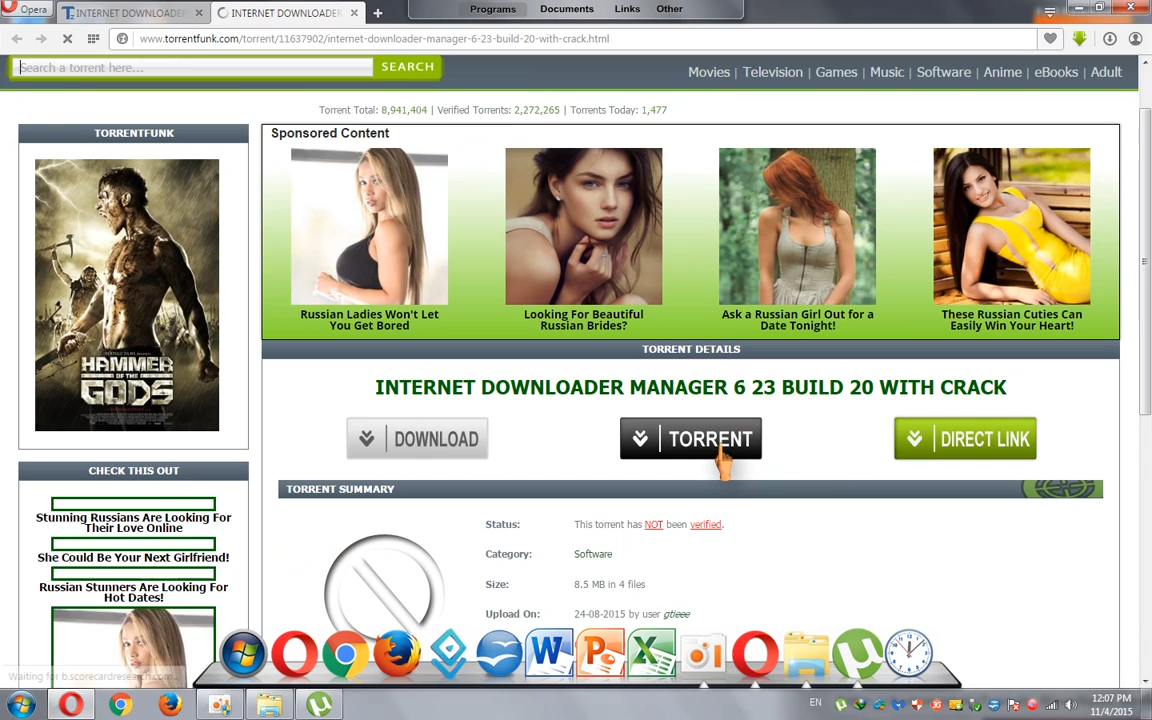 Opera
INTERNET DOWNLOADER
INTERNET DOWNLOADER
Programs
Documents
Links
Other
www.torrentfunk.com/torrent/11637902/internet-downloader-manager-6-23-build-20-with-crack.html
Search a torrent here...
SEARCH
Movies | Television | Games | Music | Software | Anime | eBooks | Adult
Torrent Total: 8,941,404 | Verified Torrents: 2,272,265 | Torrents Today: 1,477
TORRENTFUNK
Sponsored Content
Russian Ladies Won't Let
You Get Bored
Looking For Beautiful
Russian Brides?
Ask a Russian Girl Out for a
Date Tonight!
These Russian Cuties Can
Easily Win Your Heart!
HAMMER
OF THE
GODS
TORRENT DETAILS
INTERNET DOWNLOADER MANAGER 6 23 BUILD 20 WITH CRACK
DOWNLOAD
TORRENT
DIRECT LINK
CHECK THIS OUT
Stunning Russians Are Looking For
Their Love Online
She Could Be Your Next Girlfriend!
Russian Stunners Are Looking For
Hot Dates!
TORRENT SUMMARY
Status: This torrent has NOT been verified.
Category: Software
Size: 8.5 MB in 4 files
Upload On: 24-08-2015 by user gtieee
Waiting for b.scorecardresearch.com...
EN
12:07 PM
11/4/2015